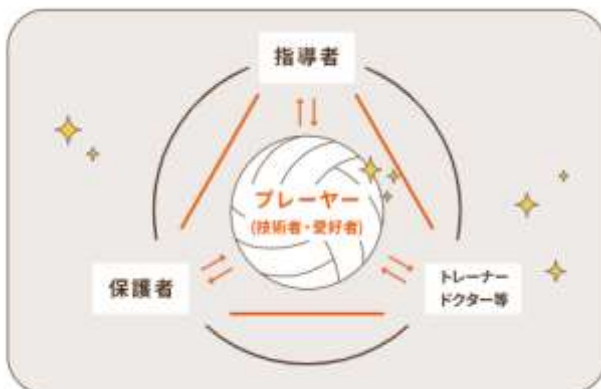 指導者
プレーヤー
(技術者・愛好者)
保護者
トレーナー
ドクター等